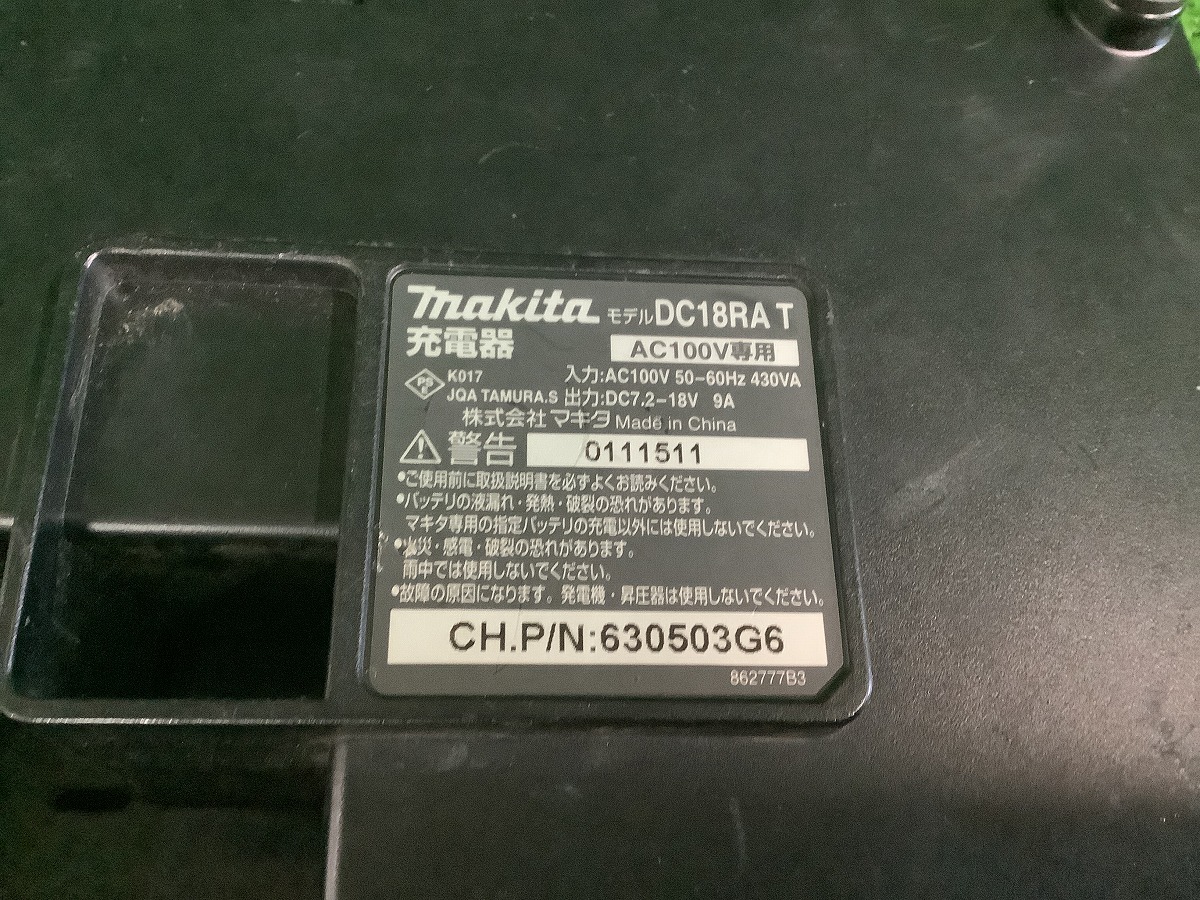 makita モデルDC18RA T
充電器 AC100V専用
PS E K017 入力:AC100V 50-60Hz 430VA
JQA TAMURA.S 出力:DC7.2-18V 9A
株式会社マキタ Made in China
警告 0111511
•ご使用前に取扱説明書を必ずよくお読みください。
•バッテリの液漏れ・発熱・破裂の恐れがあります。
マキタ専用の指定バッテリの充電以外には使用しないでください。
•火災・感電・破裂の恐れがあります。
雨中では使用しないでください。
•故障の原因になります。発電機・昇圧器は使用しないでください。
CH.P/N:630503G6
862777B3